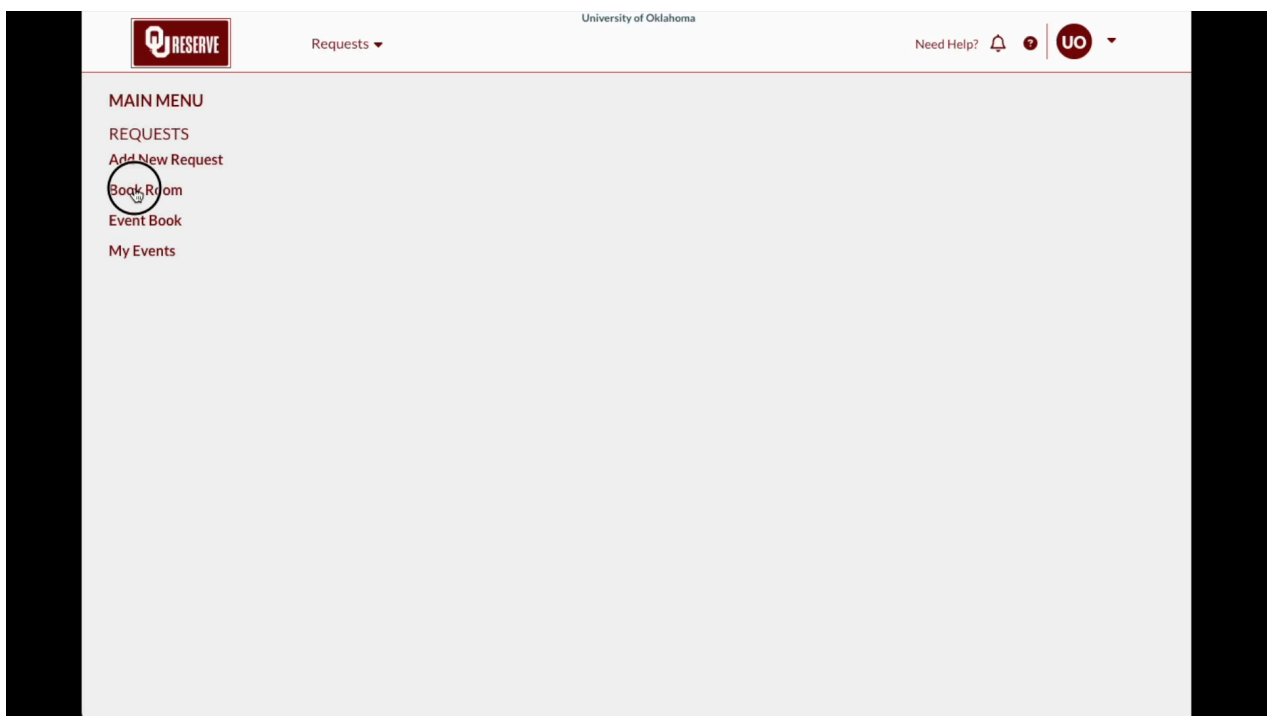 University of Oklahoma
OU RESERVE
Requests
Need Help?
?
UO
MAIN MENU
REQUESTS
Add New Request
Book Room
Event Book
My Events